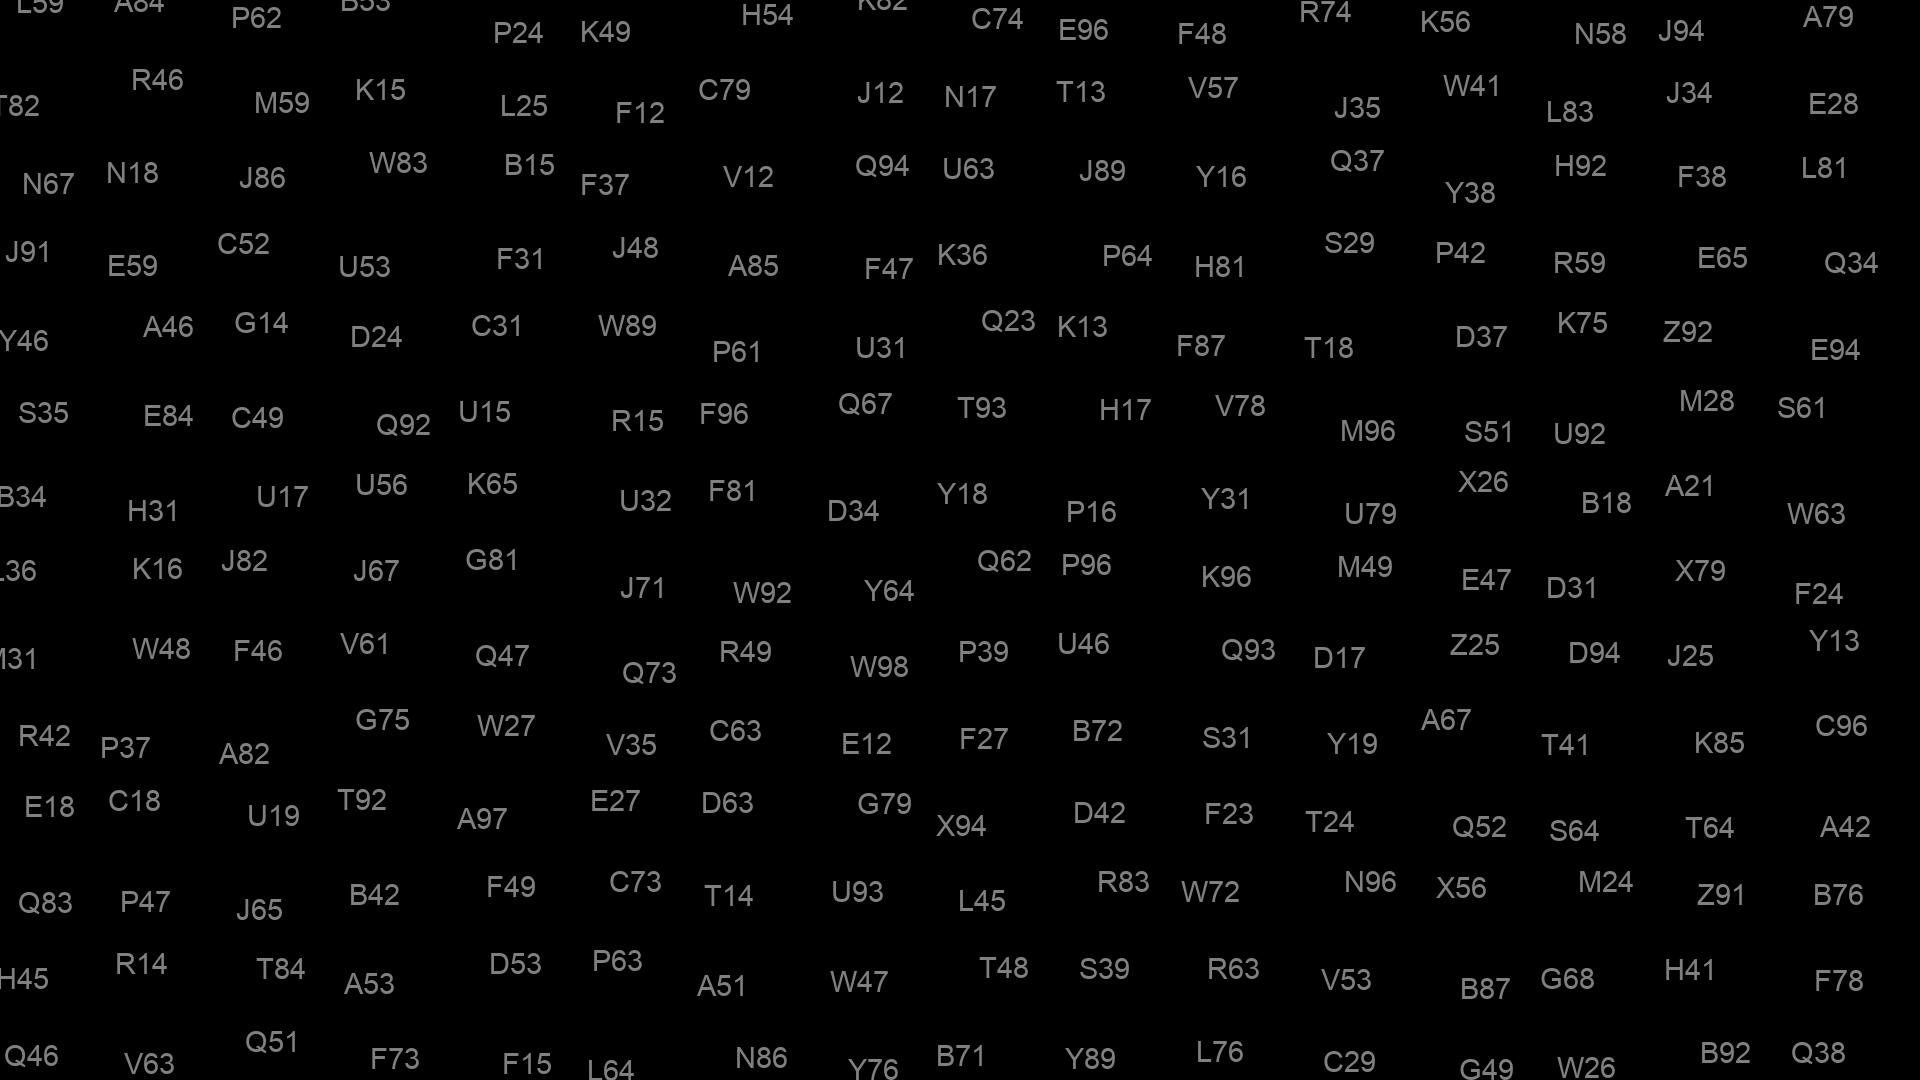 L59 A84 P62 B53 P24 K49 H54 K82 C74 E96 F48 R74 K56 N58 J94 A79
T82 R46 M59 K15 L25 F12 C79 J12 N17 T13 V57 J35 W41 L83 J34 E28
N67 N18 J86 W83 B15 F37 V12 Q94 U63 J89 Y16 Q37 Y38 H92 F38 L81
J91 E59 C52 U53 F31 J48 A85 F47 K36 P64 H81 S29 P42 R59 E65 Q34
Y46 A46 G14 D24 C31 W89 P61 U31 Q23 K13 F87 T18 D37 K75 Z92 E94
S35 E84 C49 Q92 U15 R15 F96 Q67 T93 H17 V78 M96 S51 U92 M28 S61
B34 H31 U17 U56 K65 U32 F81 D34 Y18 P16 Y31 U79 X26 B18 A21 W63
K16 J82 J67 G81 J71 W92 Y64 Q62 P96 K96 M49 E47 D31 X79 F24
M31 W48 F46 V61 Q47 Q73 R49 W98 P39 U46 Q93 D17 Z25 D94 J25 Y13
R42 P37 A82 G75 W27 V35 C63 E12 F27 B72 S31 Y19 A67 T41 K85 C96
E18 C18 U19 T92 A97 E27 D63 G79 X94 D42 F23 T24 Q52 S64 T64 A42
Q83 P47 J65 B42 F49 C73 T14 U93 L45 R83 W72 N96 X56 M24 Z91 B76
H45 R14 T84 A53 D53 P63 A51 W47 T48 S39 R63 V53 B87 G68 H41 F78
Q46 V63 Q51 F73 F15 L64 N86 Y76 B71 Y89 L76 C29 G49 W26 B92 Q38